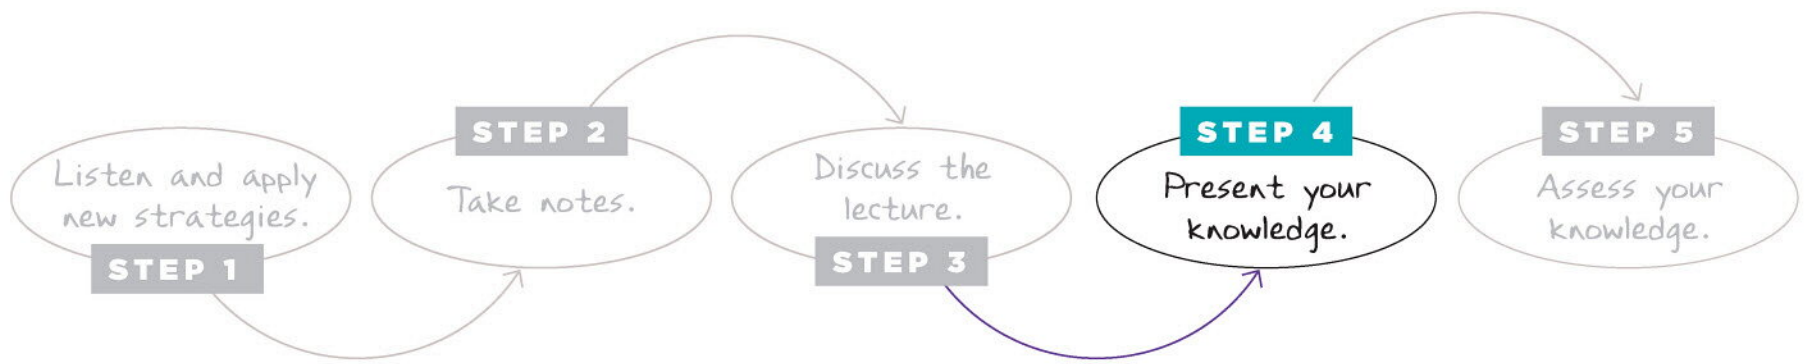 STEP 1
Listen and apply
new strategies.
STEP 2
Take notes.
STEP 3
Discuss the
lecture.
STEP 4
Present your
knowledge.
STEP 5
Assess your
knowledge.